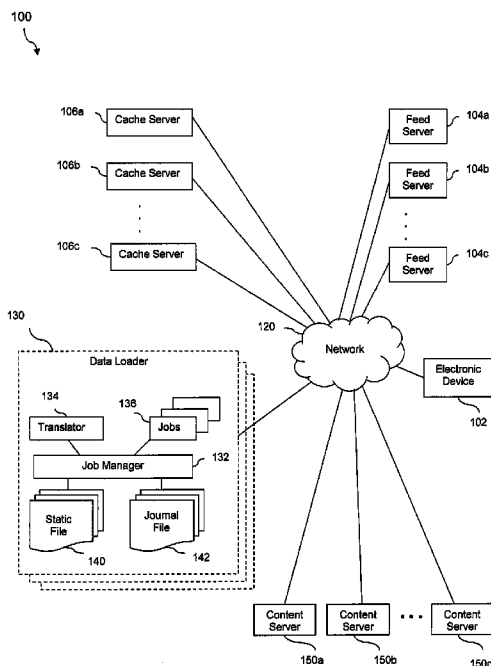 100
106a
Cache Server
104a
Feed
Server
106b
Cache Server
104b
Feed
Server
106c
Cache Server
104c
Feed
Server
120
Network
130
Data Loader
Electronic
Device
102
134
136
Translator
Jobs
Job Manager
132
Static
File
Journal
File
140
142
Content
Server
Content
Server
Content
Server
150a
150b
150c